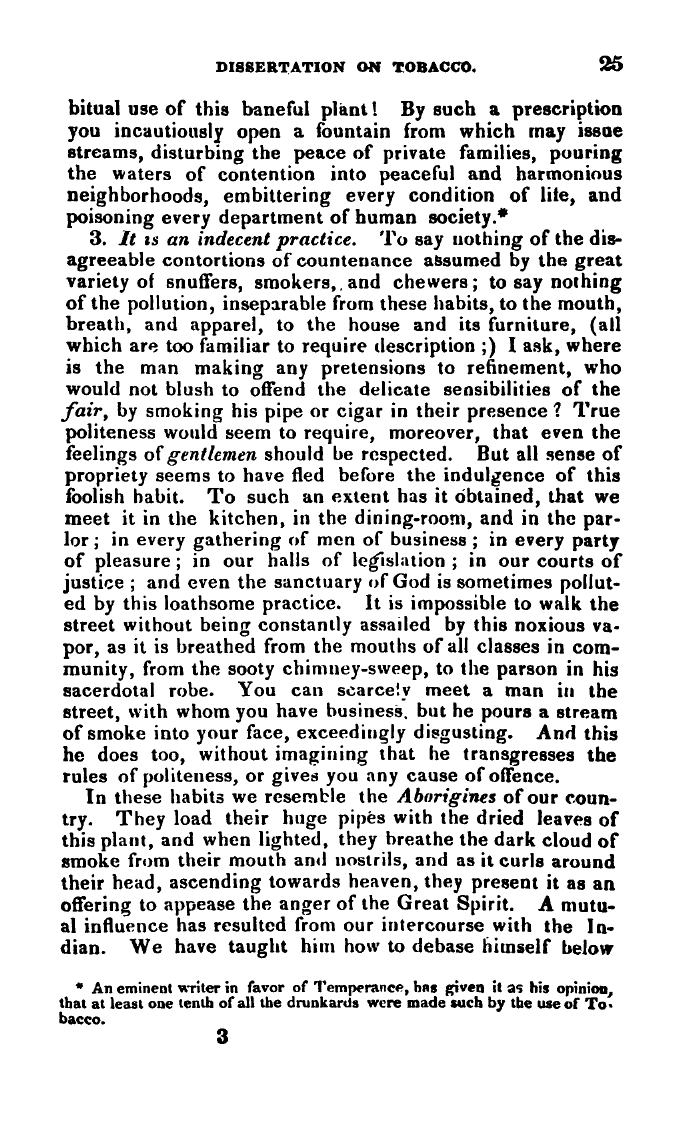 DISSERTATION ON TOBACCO. 25
bitual use of this baneful plant! By such a prescription
you incautiously open a fountain from which may issue
streams, disturbing the peace of private families, pouring
the waters of contention into peaceful and harmonious
neighborhoods, embittering every condition of life, and
poisoning every department of human society.*
3. It is an indecent practice. To say nothing of the dis-
agreeable contortions of countenance assumed by the great
variety of snuffers, smokers, and chewers; to say nothing
of the pollution, inseparable from these habits, to the mouth,
breath, and apparel, to the house and its furniture, (all
which are too familiar to require description;) I ask, where
is the man making any pretensions to refinement, who
would not blush to offend the delicate sensibilities of the
fair, by smoking his pipe or cigar in their presence? True
politeness would seem to require, moreover, that even the
feelings of gentlemen should be respected. But all sense of
propriety seems to have fled before the indulgence of this
foolish habit. To such an extent has it obtained, that we
meet it in the kitchen, in the dining-room, and in the par-
lor; in every gathering of men of business; in every party
of pleasure; in our halls of legislation; in our courts of
justice; and even the sanctuary of God is sometimes pollut-
ed by this loathsome practice. It is impossible to walk the
street without being constantly assailed by this noxious va-
por, as it is breathed from the mouths of all classes in com-
munity, from the sooty chimney-sweep, to the parson in his
sacerdotal robe. You can scarcely meet a man in the
street, with whom you have business, but he pours a stream
of smoke into your face, exceedingly disgusting. And this
he does too, without imagining that he transgresses the
rules of politeness, or gives you any cause of offence.
In these habits we resemble the Aborigines of our coun-
try. They load their huge pipes with the dried leaves of
this plant, and when lighted, they breathe the dark cloud of
smoke from their mouth and nostrils, and as it curls around
their head, ascending towards heaven, they present it as an
offering to appease the anger of the Great Spirit. A mutu-
al influence has resulted from our intercourse with the In-
dian. We have taught him how to debase himself below
* An eminent writer in favor of Temperance, has given it as his opinion,
that at least one tenth of all the drunkards were made such by the use of To-
bacco.
3